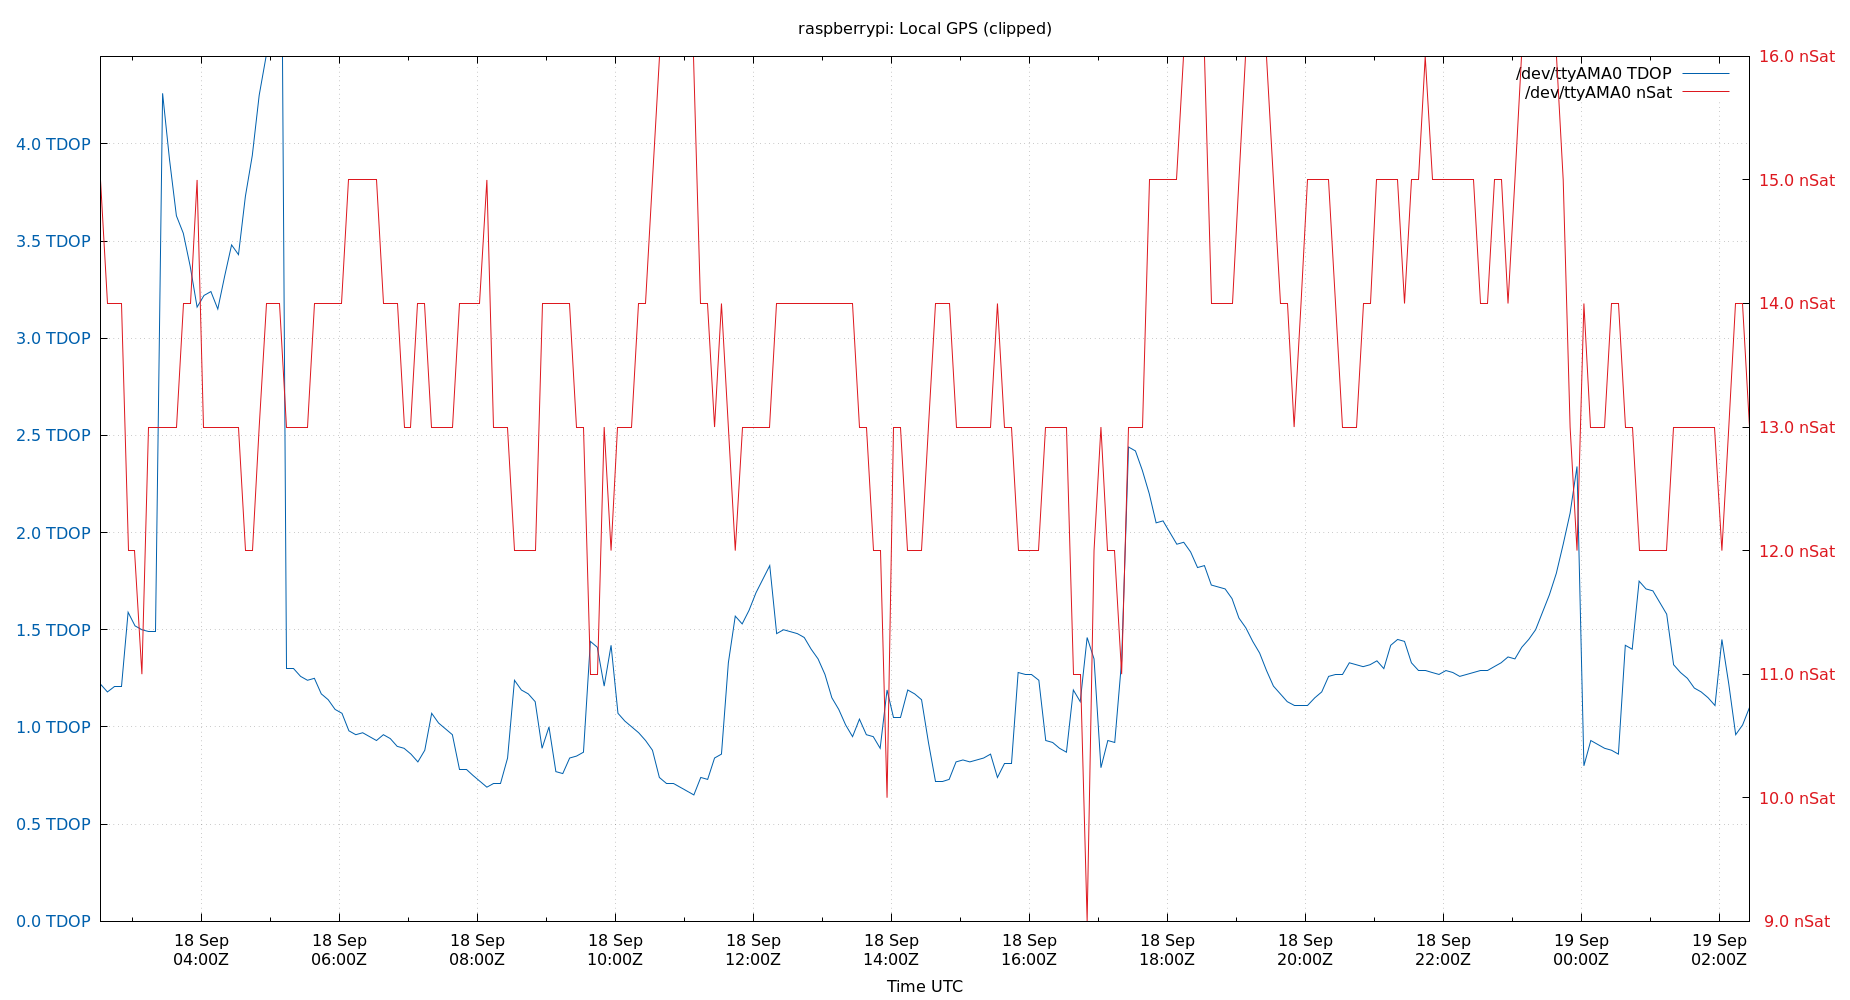 raspberrypi: Local GPS (clipped)
/dev/ttyAMA0 TDOP
/dev/ttyAMA0 nSat
4.0 TDOP
3.5 TDOP
3.0 TDOP
2.5 TDOP
2.0 TDOP
1.5 TDOP
1.0 TDOP
0.5 TDOP
0.0 TDOP
16.0 nSat
15.0 nSat
14.0 nSat
13.0 nSat
12.0 nSat
11.0 nSat
10.0 nSat
9.0 nSat
18 Sep
04:00Z
18 Sep
06:00Z
18 Sep
08:00Z
18 Sep
10:00Z
18 Sep
12:00Z
18 Sep
14:00Z
18 Sep
16:00Z
18 Sep
18:00Z
18 Sep
20:00Z
18 Sep
22:00Z
19 Sep
00:00Z
19 Sep
02:00Z
Time UTC